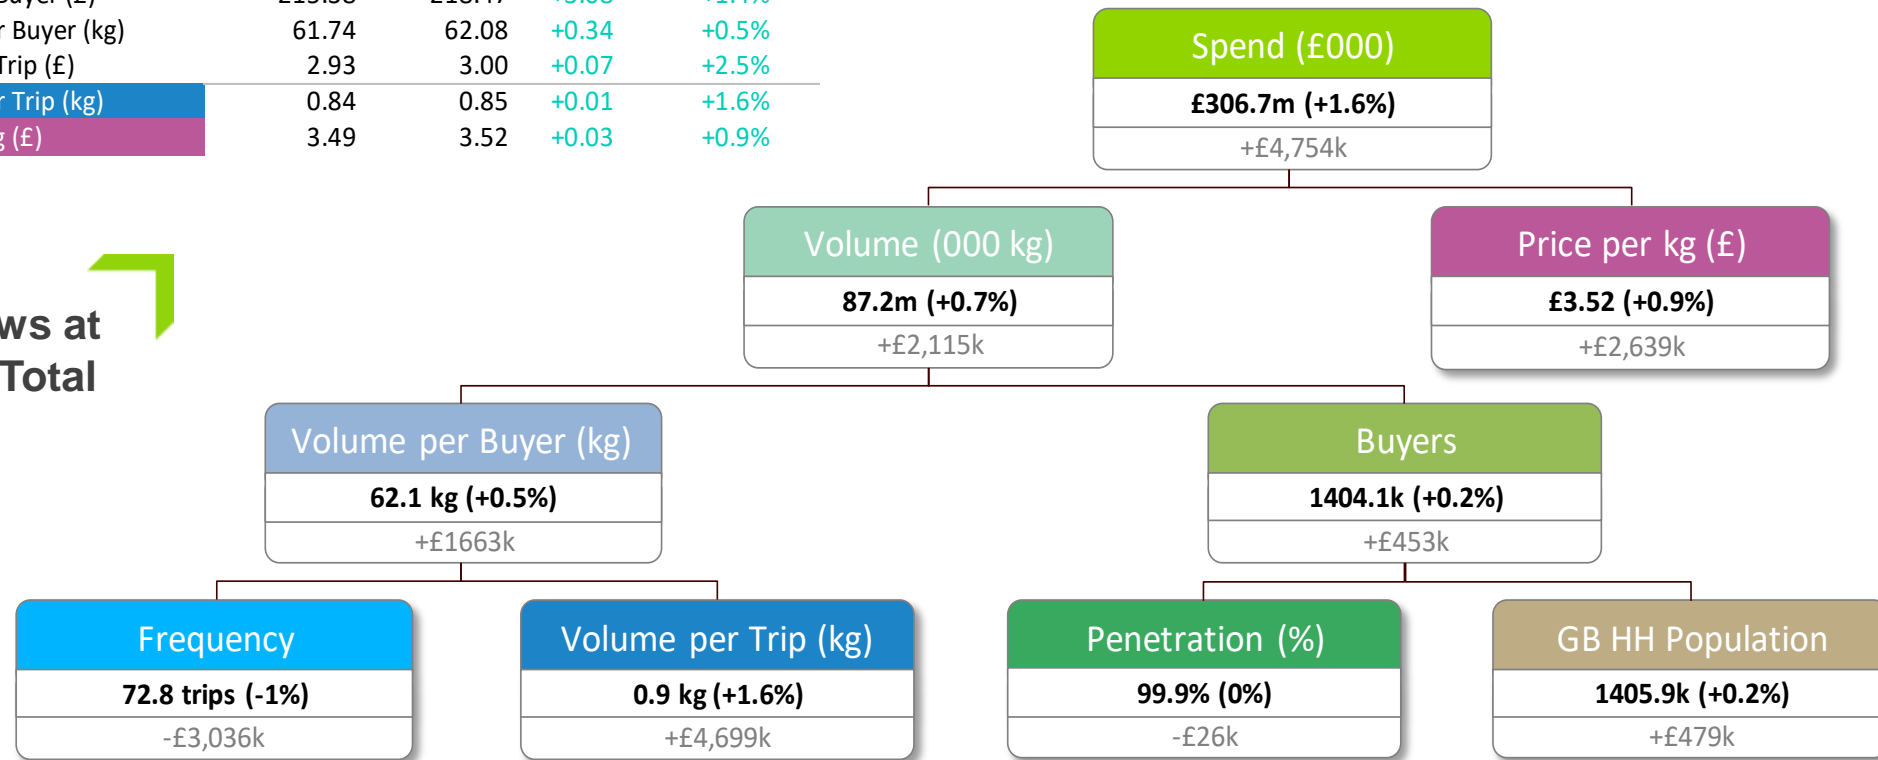 r Buyer (kg) 61.74 62.08 +0.34 +0.5%
Trip (£) 2.93 3.00 +0.07 +2.5%
r Trip (kg) 0.84 0.85 +0.01 +1.6%
(£) 3.49 3.52 +0.03 +0.9%
Spend (£000)
£306.7m (+1.6%)
+£4,754k
Volume (000 kg)
87.2m (+0.7%)
+£2,115k
Price per kg (£)
£3.52 (+0.9%)
+£2,639k
ws at
Total
Volume per Buyer (kg)
62.1 kg (+0.5%)
+£1663k
Buyers
1404.1k (+0.2%)
+£453k
Frequency
72.8 trips (-1%)
-£3,036k
Volume per Trip (kg)
0.9 kg (+1.6%)
+£4,699k
Penetration (%)
99.9% (0%)
-£26k
GB HH Population
1405.9k (+0.2%)
+£479k